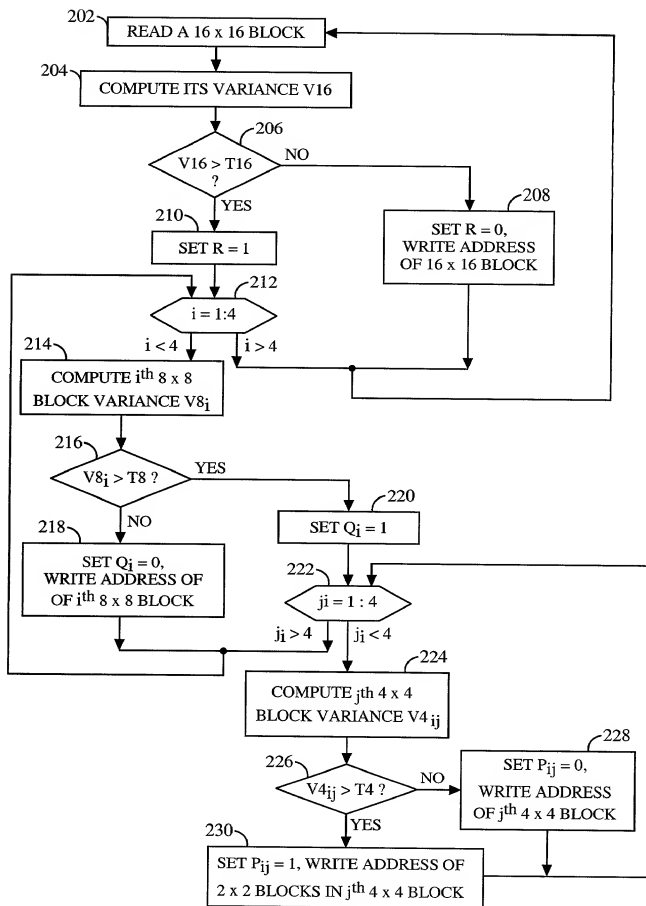 202
READ A 16 x 16 BLOCK
204
COMPUTE ITS VARIANCE V16
206
V16 > T16
?
NO
YES
208
SET R = 0,
WRITE ADDRESS
OF 16 x 16 BLOCK
210
SET R = 1
212
i = 1:4
i < 4
i > 4
214
COMPUTE iᵗʰ 8 x 8
BLOCK VARIANCE V8ᵢ
216
V8ᵢ > T8 ?
YES
NO
218
SET Qᵢ = 0,
WRITE ADDRESS OF
OF iᵗʰ 8 x 8 BLOCK
220
SET Qᵢ = 1
222
ji = 1 : 4
jᵢ > 4
jᵢ < 4
224
COMPUTE jᵗʰ 4 x 4
BLOCK VARIANCE V4ᵢⱼ
226
V4ᵢⱼ > T4 ?
NO
YES
228
SET Pᵢⱼ = 0,
WRITE ADDRESS
OF jᵗʰ 4 x 4 BLOCK
230
SET Pᵢⱼ = 1, WRITE ADDRESS OF
2 x 2 BLOCKS IN jᵗʰ 4 x 4 BLOCK